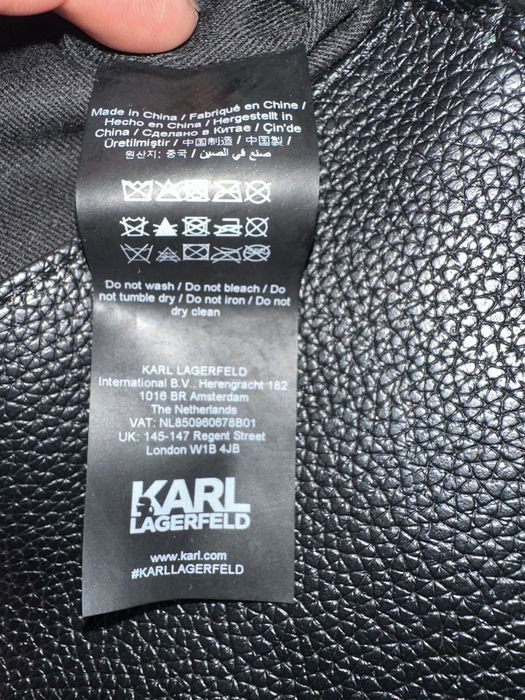 Made in China / Fabriqué en Chine /
Hecho en China / Hergestellt in
China / Сделано в Китае / Çin'de
Üretilmiştir / 中国制造 / 中国製 /
원산지: 중국 / صنع في الصين /
Do not wash / Do not bleach / Do
not tumble dry / Do not iron / Do not
dry clean
KARL LAGERFELD
International B.V., Herengracht 182
1016 BR Amsterdam
The Netherlands
VAT: NL850960678B01
UK: 145-147 Regent Street
London W1B 4JB
KARL
LAGERFELD
www.karl.com
#KARLLAGERFELD